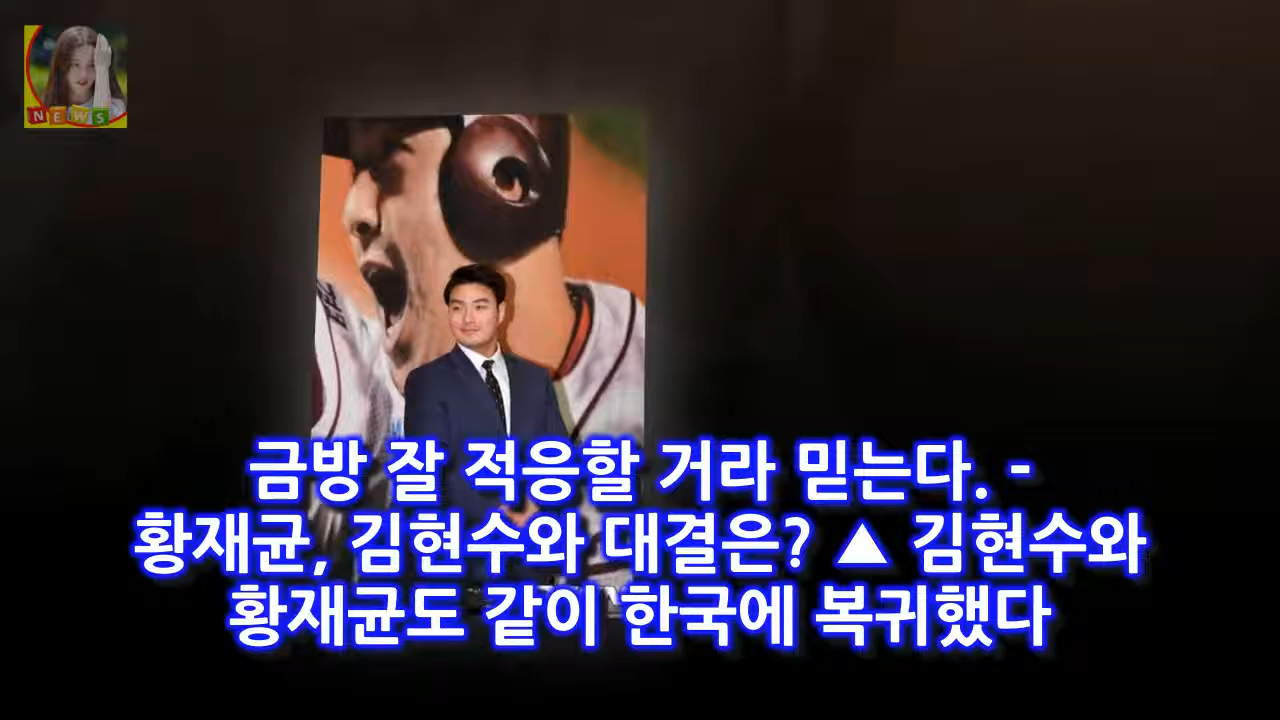 NEWS
금방 잘 적응할 거라 믿는다. -
황재균, 김현수와 대결은? ▲ 김현수와
황재균도 같이 한국에 복귀했다